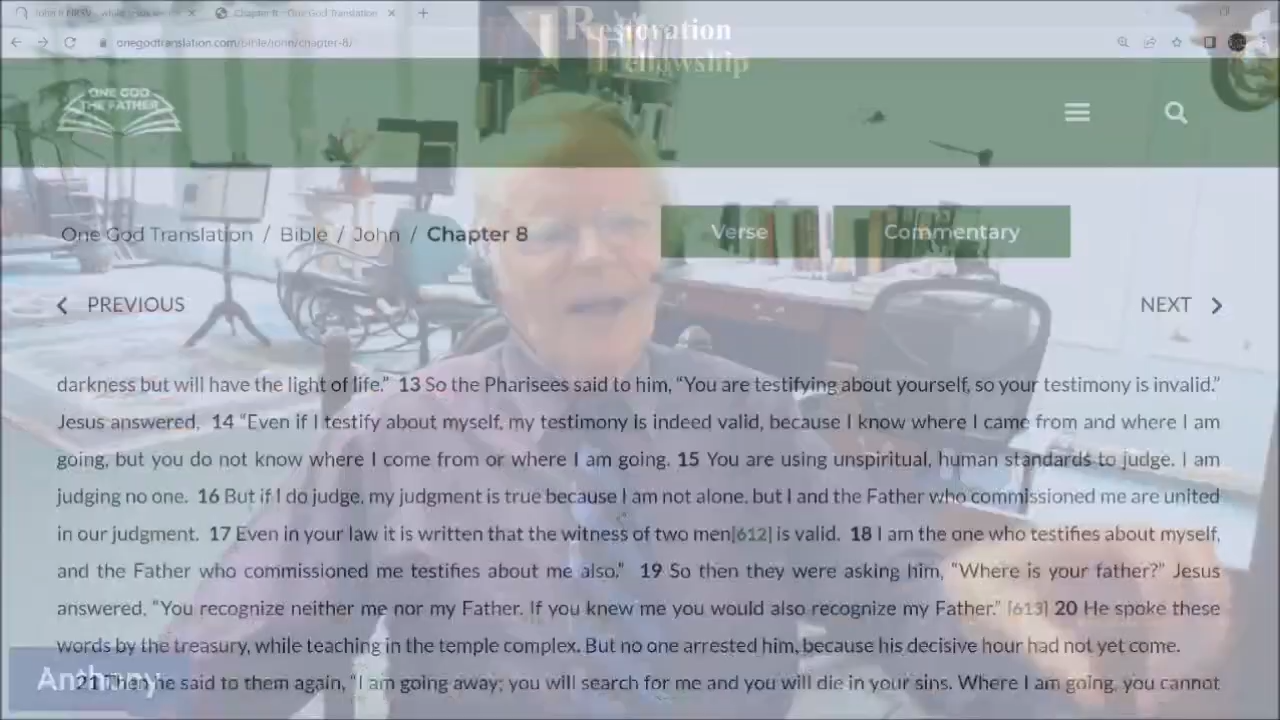 John 8 NRSV
Chapter 8 - One God Translation
onegodtranslation.com/bible/john/chapter-8/
Restoration
Fellowship
ONE GOD
THE FATHER
One God Translation / Bible / John / Chapter 8
Verse
Commentary
PREVIOUS
NEXT
darkness but will have the light of life.” 13 So the Pharisees said to him, “You are testifying about yourself, so your testimony is invalid.”
Jesus answered, 14 “Even if I testify about myself, my testimony is indeed valid, because I know where I came from and where I am
going, but you do not know where I come from or where I am going. 15 You are using unspiritual, human standards to judge. I am
judging no one. 16 But if I do judge, my judgment is true because I am not alone, but I and the Father who commissioned me are united
in our judgment. 17 Even in your law it is written that the witness of two men[612] is valid. 18 I am the one who testifies about myself,
and the Father who commissioned me testifies about me also.” 19 So then they were asking him, “Where is your father?” Jesus
answered, “You recognize neither me nor my Father. If you knew me you would also recognize my Father.” [613] 20 He spoke these
words by the treasury, while teaching in the temple complex. But no one arrested him, because his decisive hour had not yet come.
21 Then he said to them again, “I am going away; you will search for me and you will die in your sins. Where I am going, you cannot
Anthony